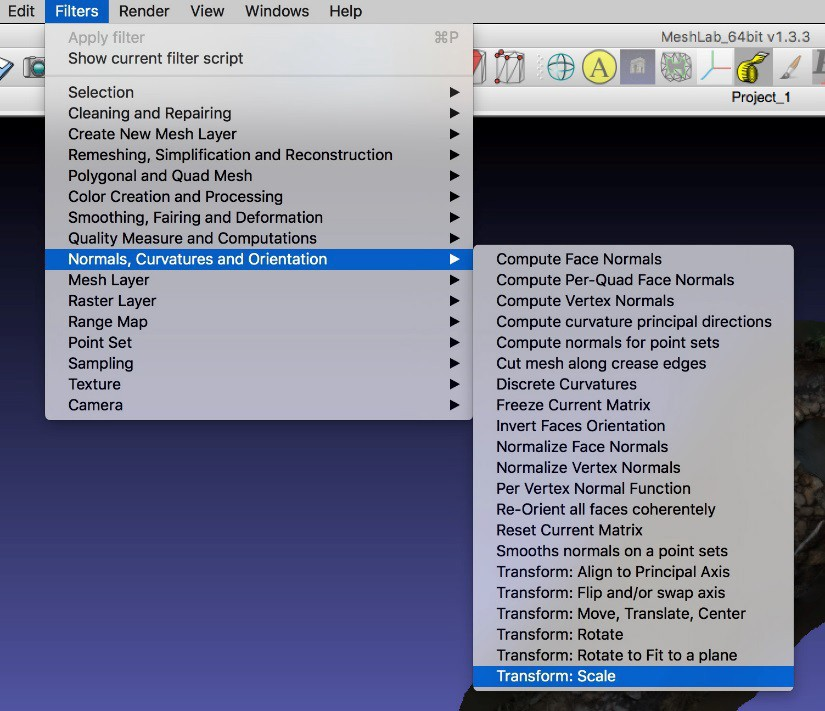 Edit Filters Render View Windows Help
Apply filter ⌘P
Show current filter script
MeshLab_64bit v1.3.3
A
Project_1
Selection
Cleaning and Repairing
Create New Mesh Layer
Remeshing, Simplification and Reconstruction
Polygonal and Quad Mesh
Color Creation and Processing
Smoothing, Fairing and Deformation
Quality Measure and Computations
Normals, Curvatures and Orientation
Mesh Layer
Raster Layer
Range Map
Point Set
Sampling
Texture
Camera
Compute Face Normals
Compute Per-Quad Face Normals
Compute Vertex Normals
Compute curvature principal directions
Compute normals for point sets
Cut mesh along crease edges
Discrete Curvatures
Freeze Current Matrix
Invert Faces Orientation
Normalize Face Normals
Normalize Vertex Normals
Per Vertex Normal Function
Re-Orient all faces coherentely
Reset Current Matrix
Smooths normals on a point sets
Transform: Align to Principal Axis
Transform: Flip and/or swap axis
Transform: Move, Translate, Center
Transform: Rotate
Transform: Rotate to Fit to a plane
Transform: Scale